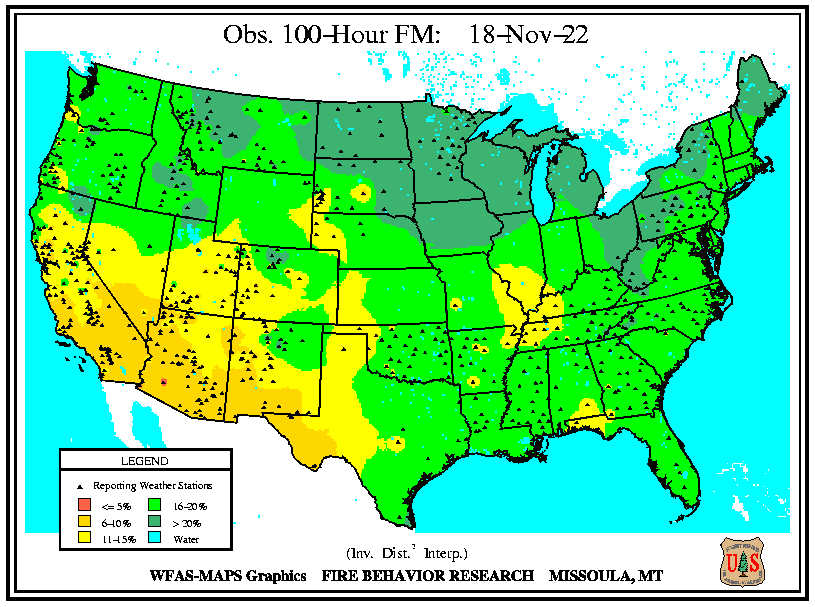 Obs. 100-Hour FM: 18-Nov-22
LEGEND
Reporting Weather Stations
<= 5% 16-20%
6-10% > 20%
11-15% Water
(Inv. Dist.² Interp.)
WFAS-MAPS Graphics FIRE BEHAVIOR RESEARCH MISSOULA, MT
U S